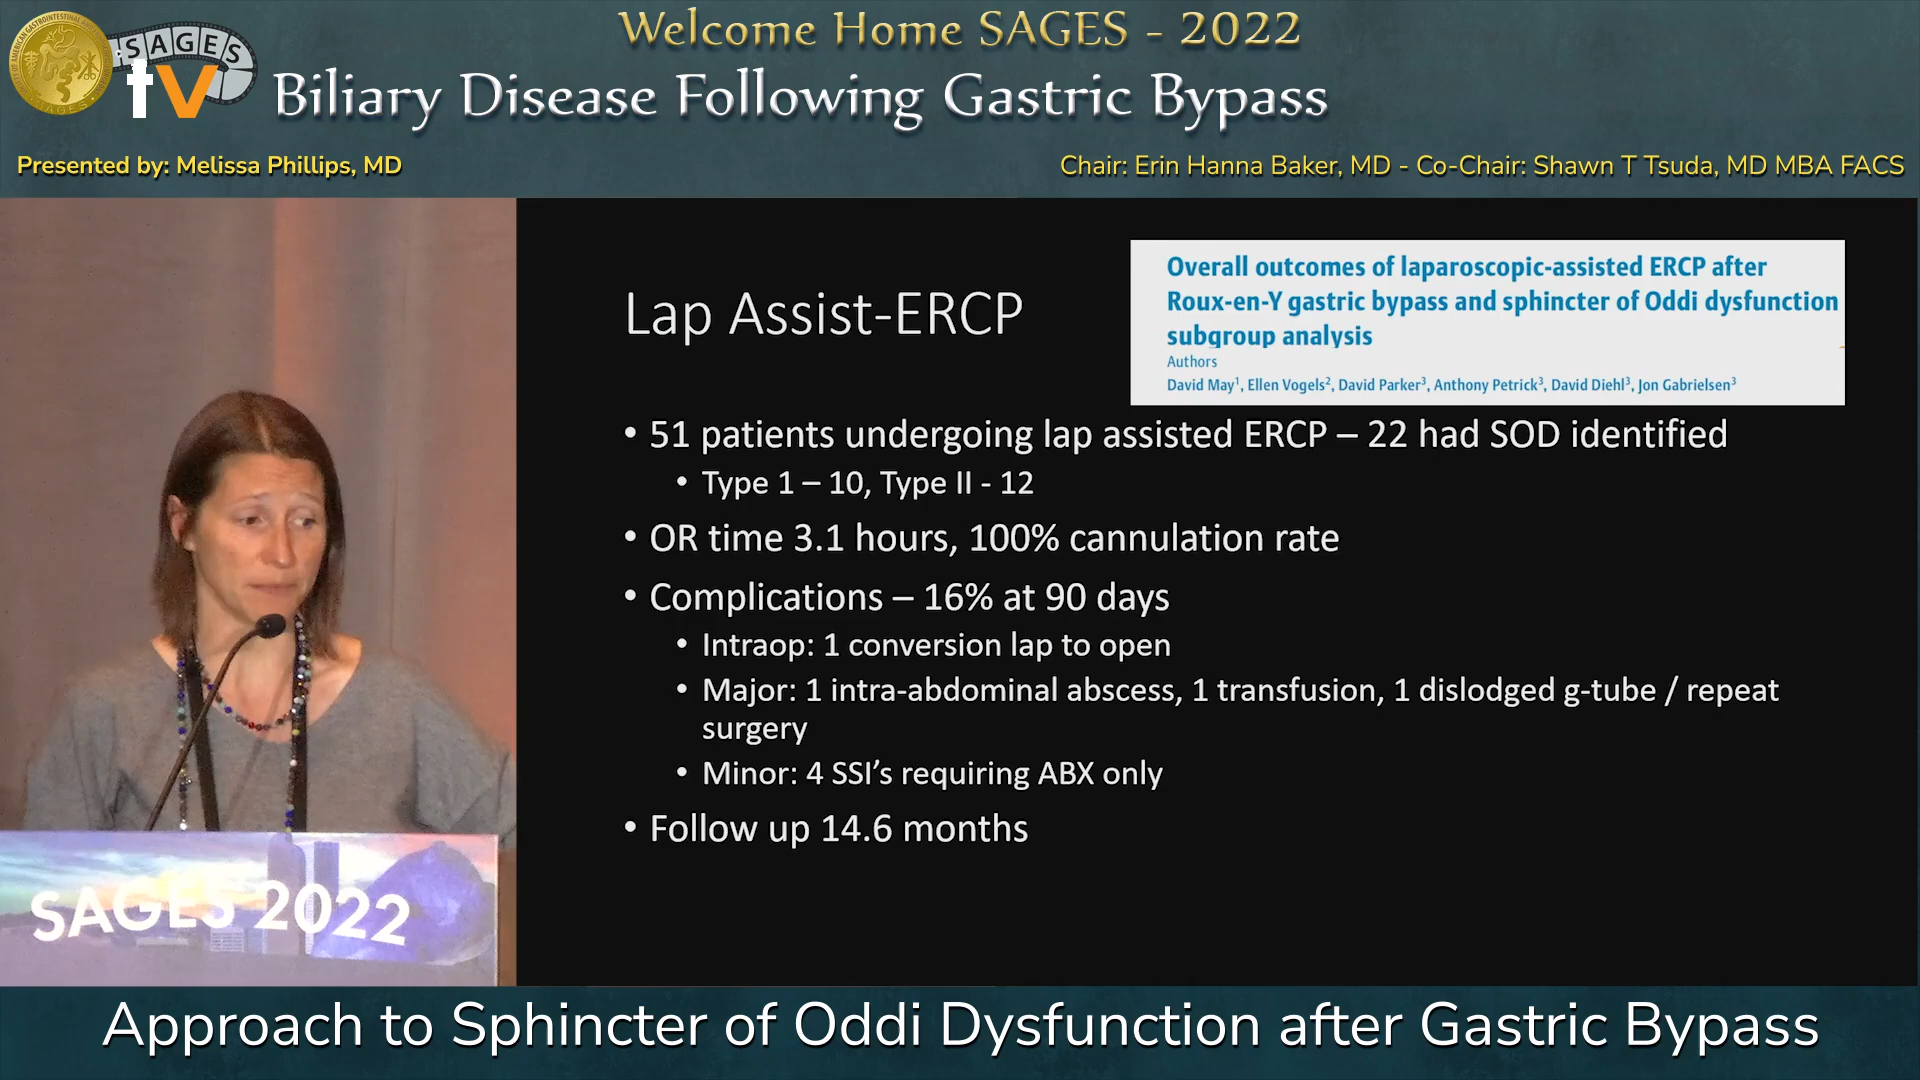 Welcome Home SAGES - 2022
SAGES
tv
Biliary Disease Following Gastric Bypass
Presented by: Melissa Phillips, MD
Chair: Erin Hanna Baker, MD - Co-Chair: Shawn T Tsuda, MD MBA FACS
Overall outcomes of laparoscopic-assisted ERCP after
Roux-en-Y gastric bypass and sphincter of Oddi dysfunction
subgroup analysis
Authors
David May1, Ellen Vogels2, David Parker3, Anthony Petrick3, David Diehl3, Jon Gabrielsen3
Lap Assist-ERCP
• 51 patients undergoing lap assisted ERCP – 22 had SOD identified
• Type 1 – 10, Type II - 12
• OR time 3.1 hours, 100% cannulation rate
• Complications – 16% at 90 days
• Intraop: 1 conversion lap to open
• Major: 1 intra-abdominal abscess, 1 transfusion, 1 dislodged g-tube / repeat
surgery
• Minor: 4 SSI's requiring ABX only
• Follow up 14.6 months
SAGES 2022
Approach to Sphincter of Oddi Dysfunction after Gastric Bypass